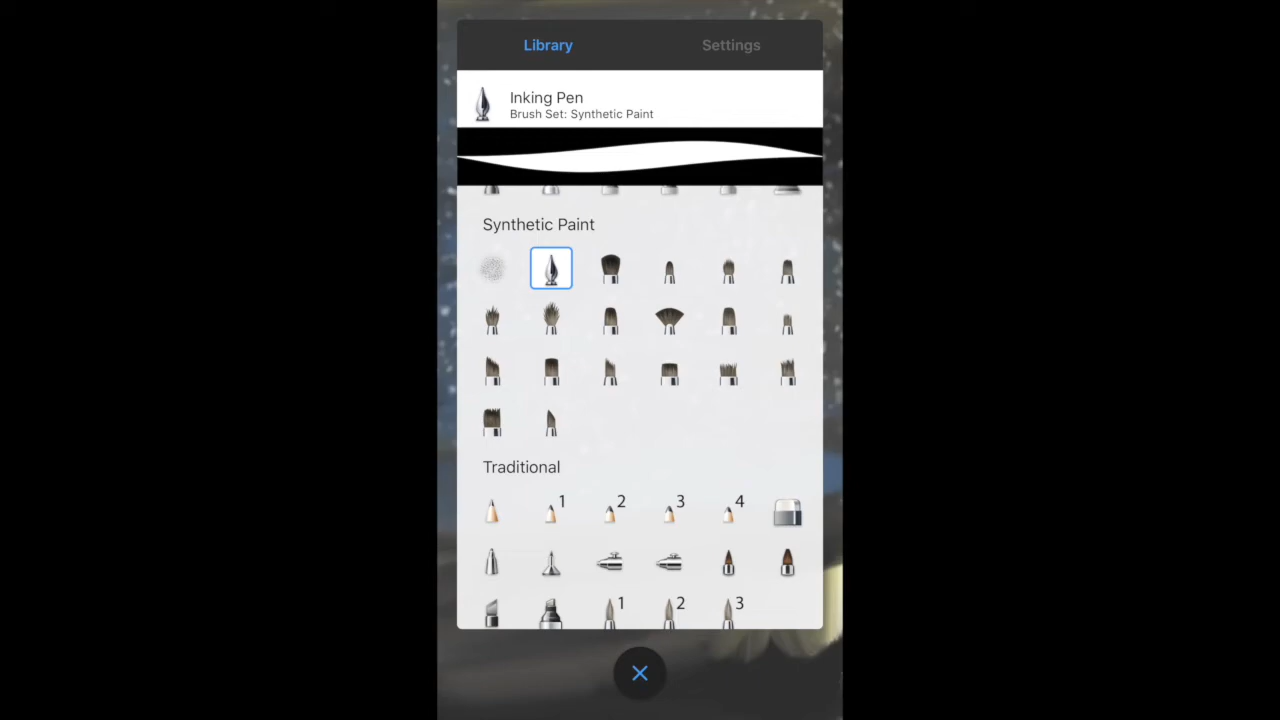 Library Settings
Inking Pen
Brush Set: Synthetic Paint
Synthetic Paint
Traditional
1 2 3 4
1 2 3